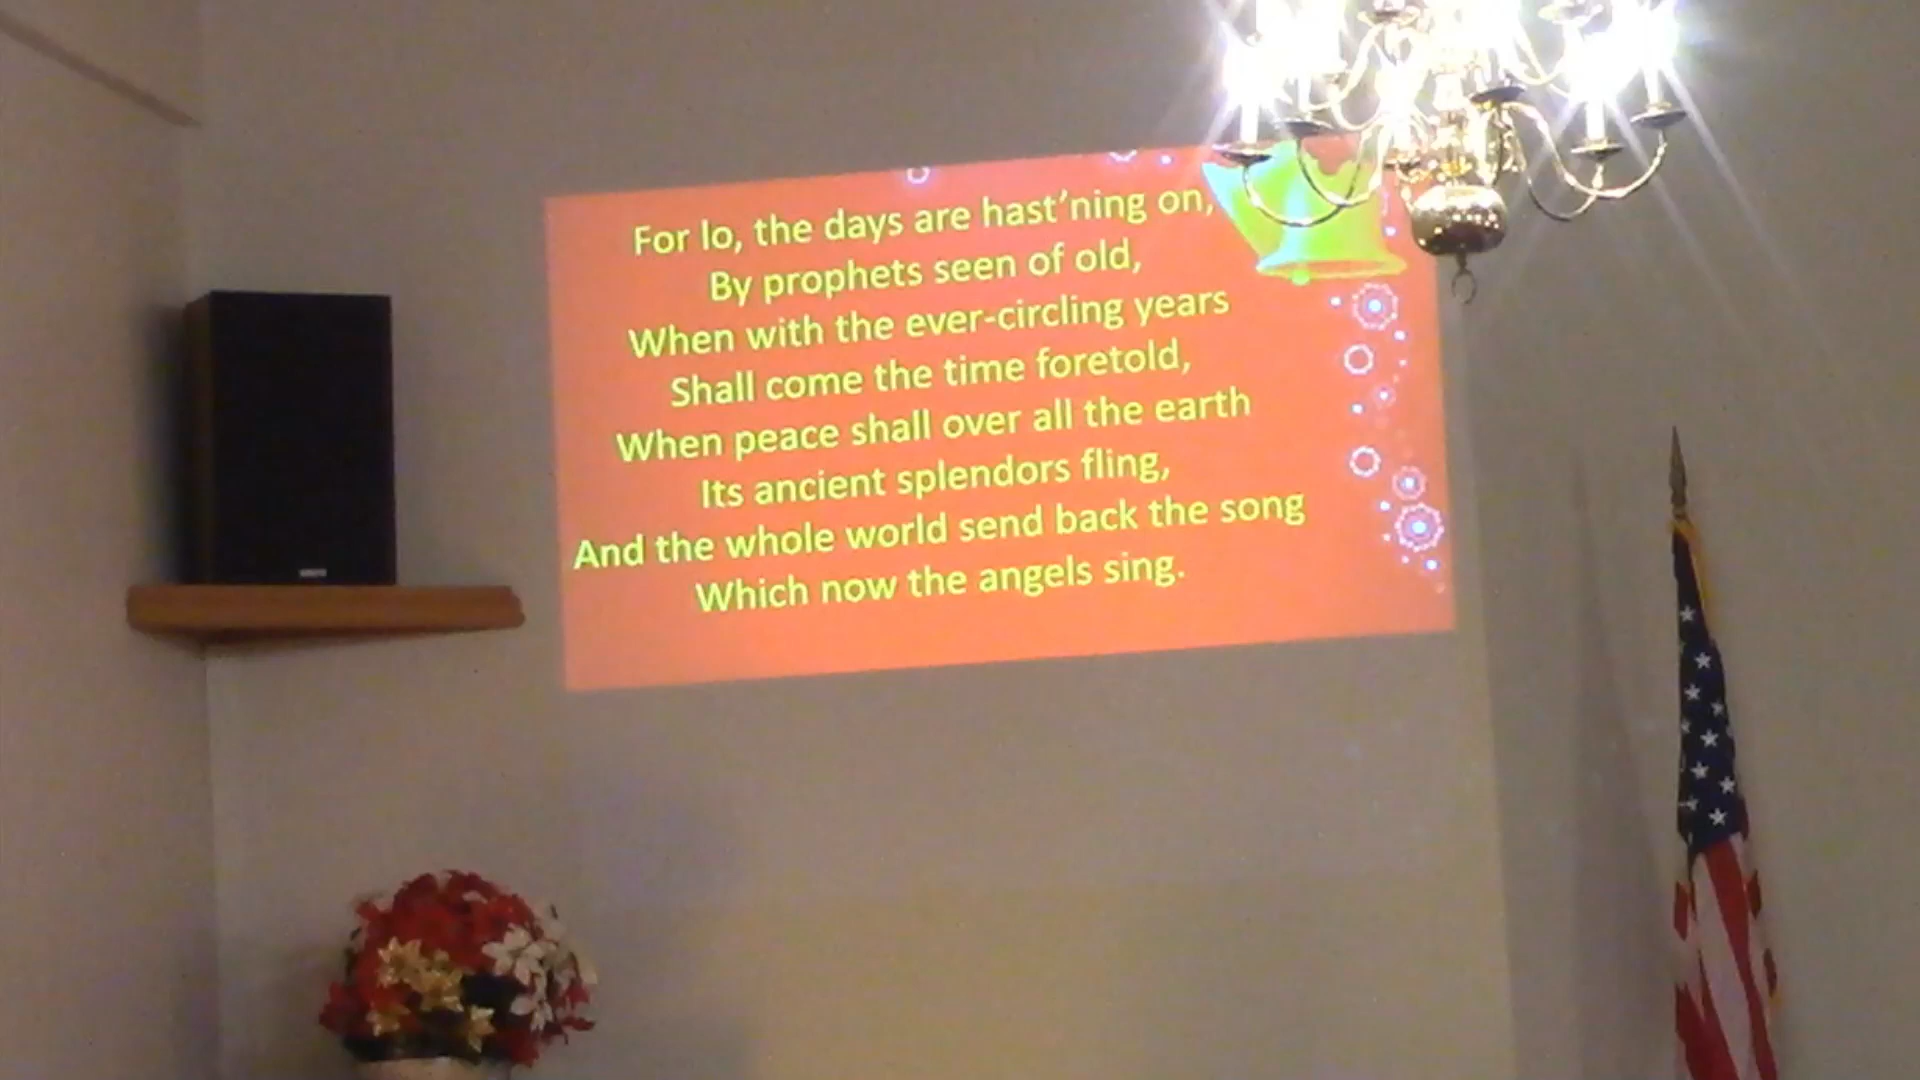 For lo, the days are hast'ning on,
By prophets seen of old,
When with the ever-circling years
Shall come the time foretold,
When peace shall over all the earth
Its ancient splendors fling,
And the whole world send back the song
Which now the angels sing.